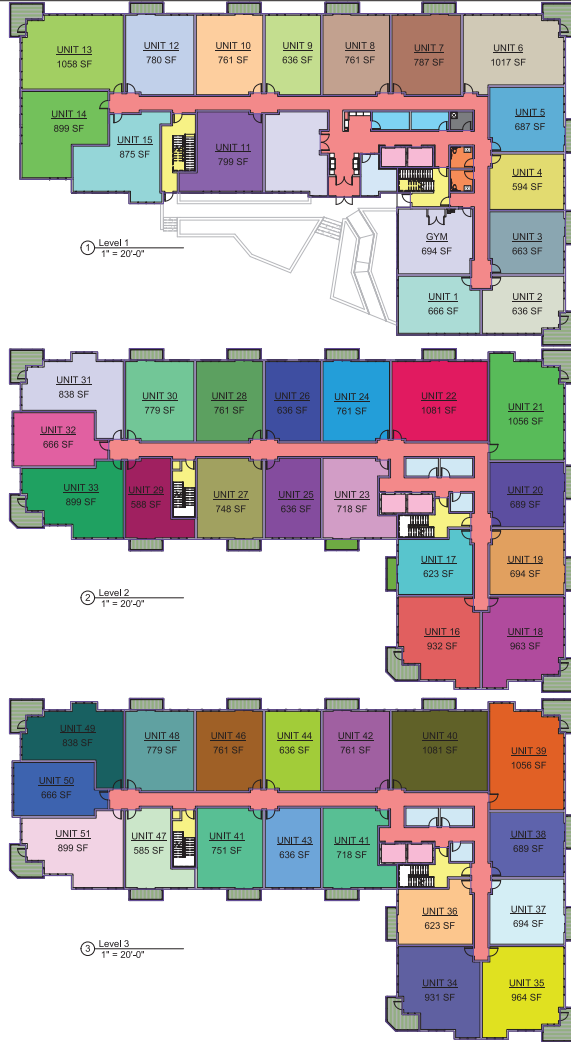 UNIT 13
1058 SF
UNIT 12
780 SF
UNIT 10
761 SF
UNIT 9
636 SF
UNIT 8
761 SF
UNIT 7
787 SF
UNIT 6
1017 SF
UNIT 14
899 SF
UNIT 15
875 SF
UNIT 11
799 SF
UNIT 5
687 SF
UNIT 4
594 SF
GYM
694 SF
UNIT 3
663 SF
UNIT 1
666 SF
UNIT 2
636 SF
1 Level 1
1" = 20'-0"
UNIT 31
838 SF
UNIT 30
779 SF
UNIT 28
761 SF
UNIT 26
636 SF
UNIT 24
761 SF
UNIT 22
1081 SF
UNIT 21
1056 SF
UNIT 32
666 SF
UNIT 33
899 SF
UNIT 29
588 SF
UNIT 27
748 SF
UNIT 25
636 SF
UNIT 23
718 SF
UNIT 20
689 SF
UNIT 17
623 SF
UNIT 19
694 SF
UNIT 16
932 SF
UNIT 18
963 SF
2 Level 2
1" = 20'-0"
UNIT 49
838 SF
UNIT 48
779 SF
UNIT 46
761 SF
UNIT 44
636 SF
UNIT 42
761 SF
UNIT 40
1081 SF
UNIT 39
1056 SF
UNIT 50
666 SF
UNIT 51
899 SF
UNIT 47
585 SF
UNIT 41
751 SF
UNIT 43
636 SF
UNIT 41
718 SF
UNIT 38
689 SF
UNIT 36
623 SF
UNIT 37
694 SF
UNIT 34
931 SF
UNIT 35
964 SF
3 Level 3
1" = 20'-0"